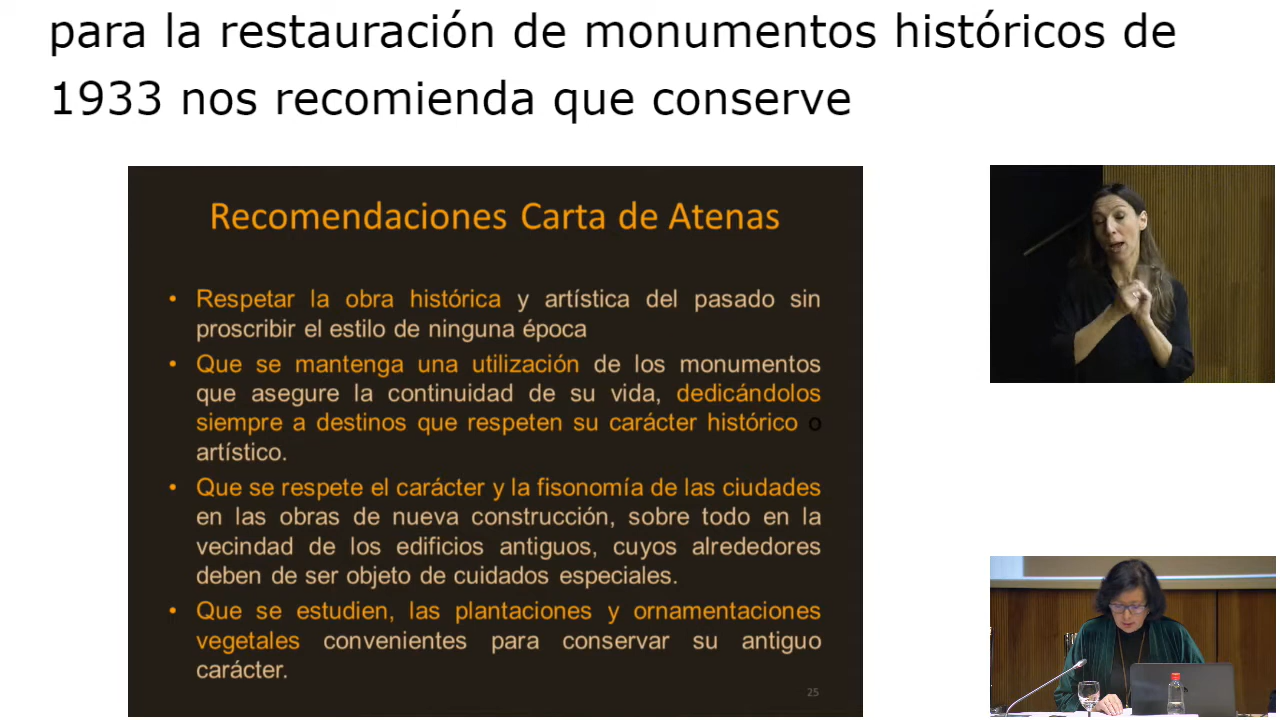 para la restauración de monumentos históricos de
1933 nos recomienda que conserve
Recomendaciones Carta de Atenas
• Respetar la obra histórica y artística del pasado sin
proscribir el estilo de ninguna época
• Que se mantenga una utilización de los monumentos
que asegure la continuidad de su vida, dedicándolos
siempre a destinos que respeten su carácter histórico o
artístico.
• Que se respete el carácter y la fisonomía de las ciudades
en las obras de nueva construcción, sobre todo en la
vecindad de los edificios antiguos, cuyos alrededores
deben de ser objeto de cuidados especiales.
• Que se estudien, las plantaciones y ornamentaciones
vegetales convenientes para conservar su antiguo
carácter.
25